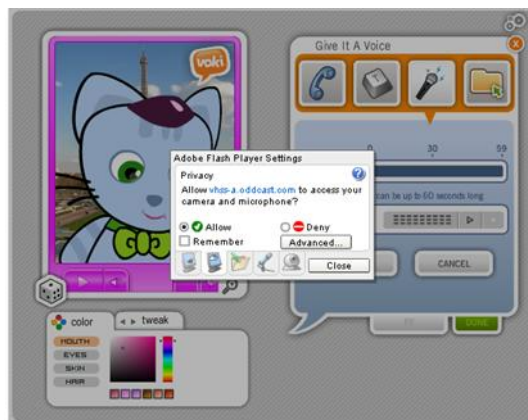 voki
Give It A Voice
0 30 59
can be up to 60 seconds long
CANCEL
DONE
Adobe Flash Player Settings
Privacy
Allow vhss-a.oddcast.com to access your
camera and microphone?
Allow
Deny
Remember
Advanced...
Close
color
tweak
MOUTH
EYES
SKIN
HAIR